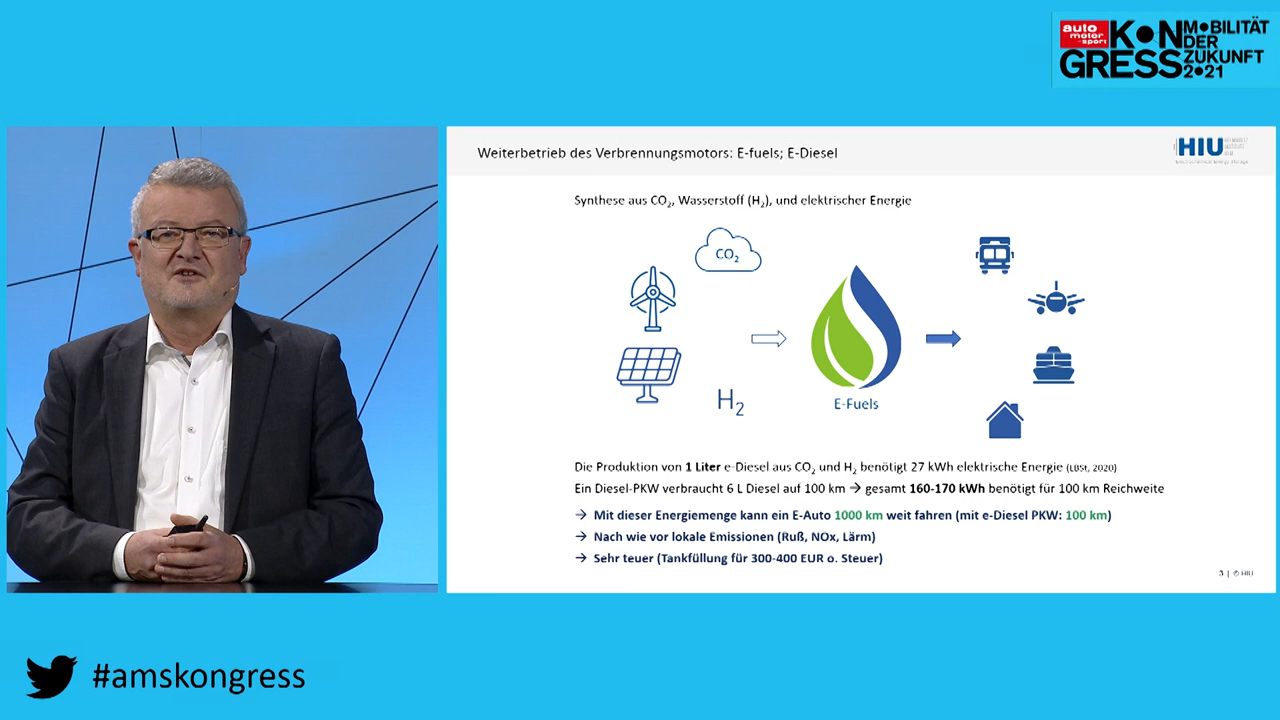 auto
motor
sport
KON
GRESS
MOBILITÄT
DER
ZUKUNFT
2021
Weiterbetrieb des Verbrennungsmotors: E-fuels; E-Diesel
HIU
Synthese aus CO₂, Wasserstoff (H₂), und elektrischer Energie
CO₂
H₂
E-Fuels
Die Produktion von 1 Liter e-Diesel aus CO₂ und H₂ benötigt 27 kWh elektrische Energie (LBSt, 2020)
Ein Diesel-PKW verbraucht 6 L Diesel auf 100 km → gesamt 160-170 kWh benötigt für 100 km Reichweite
→ Mit dieser Energiemenge kann ein E-Auto 1000 km weit fahren (mit e-Diesel PKW: 100 km)
→ Nach wie vor lokale Emissionen (Ruß, NOx, Lärm)
→ Sehr teuer (Tankfüllung für 300-400 EUR o. Steuer)
3 | © HIU
#amskongress